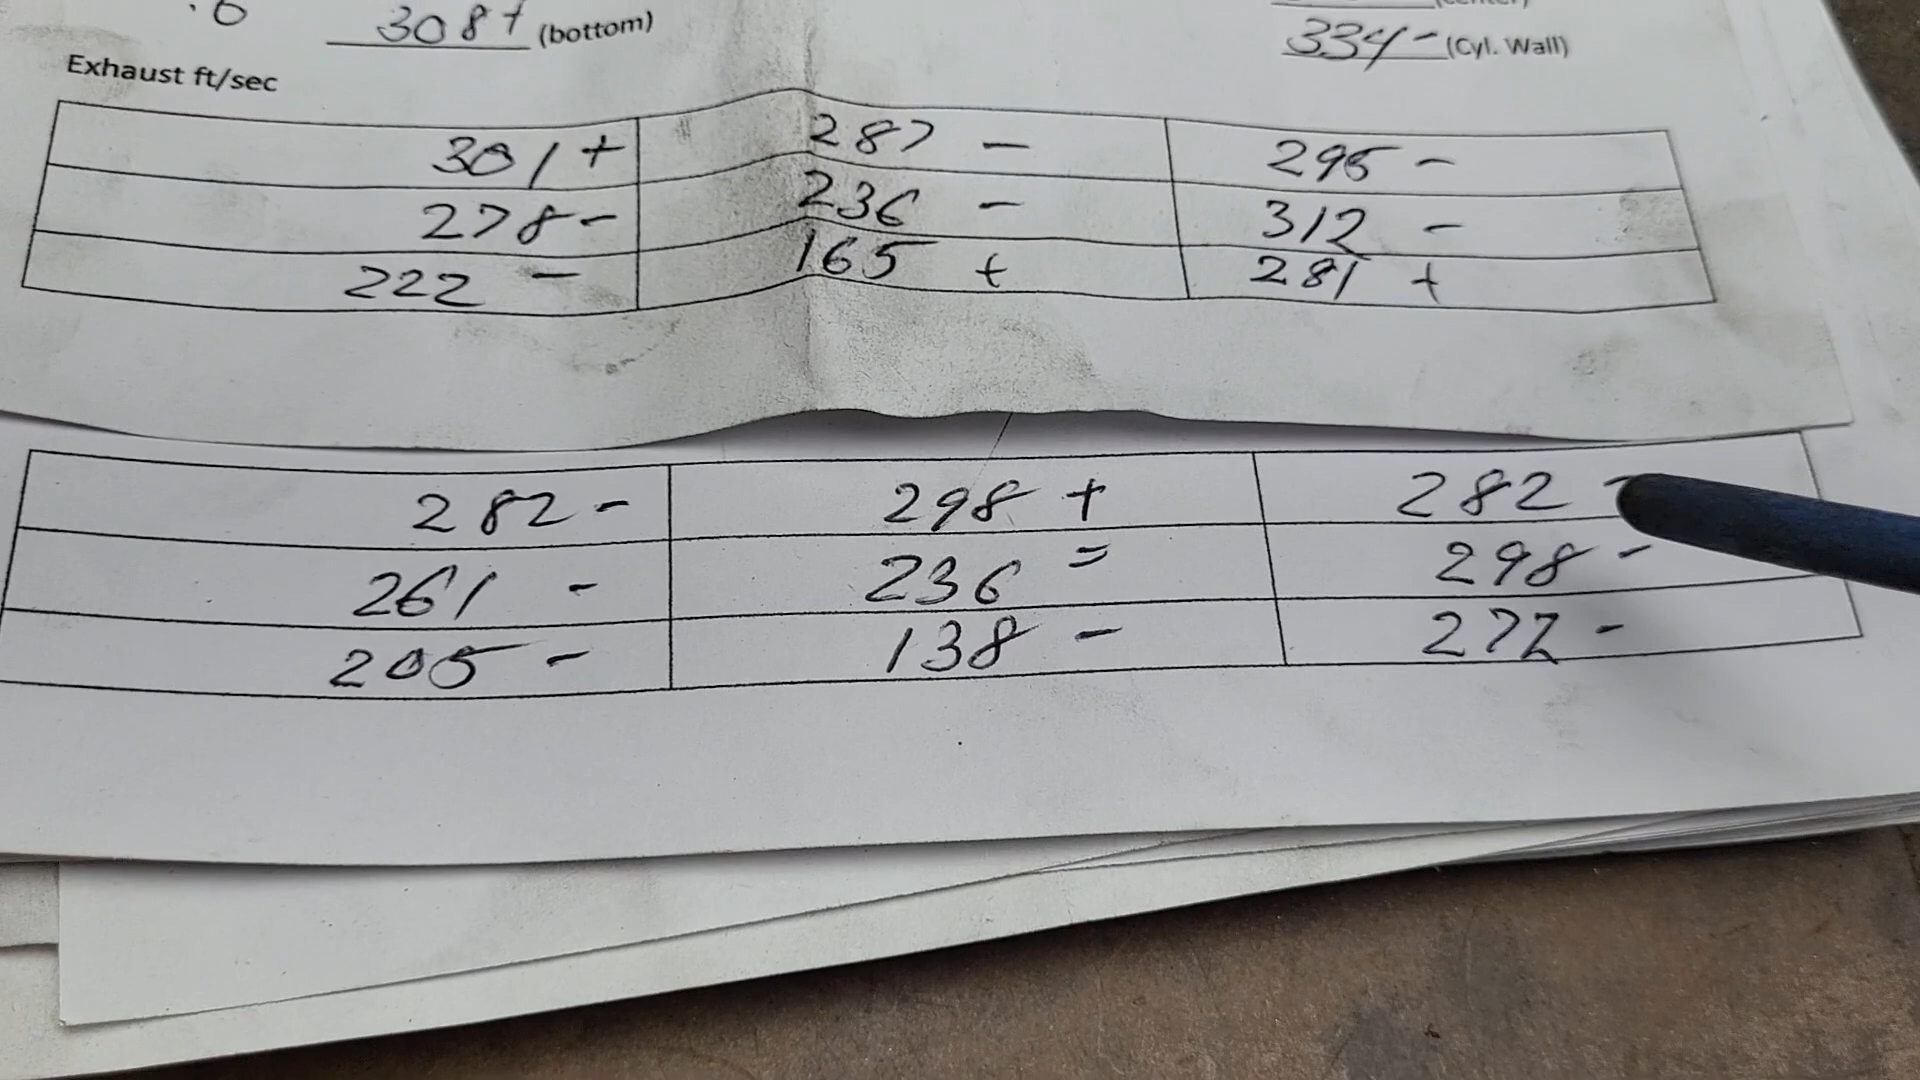 308+ (bottom)
334- (Cyl. Wall)
Exhaust ft/sec
301+ 287 - 295 -
278- 236 - 312 -
222 - 165 + 281 +
282- 298 + 282 -
261 - 236 = 298-
205- 138 - 272-